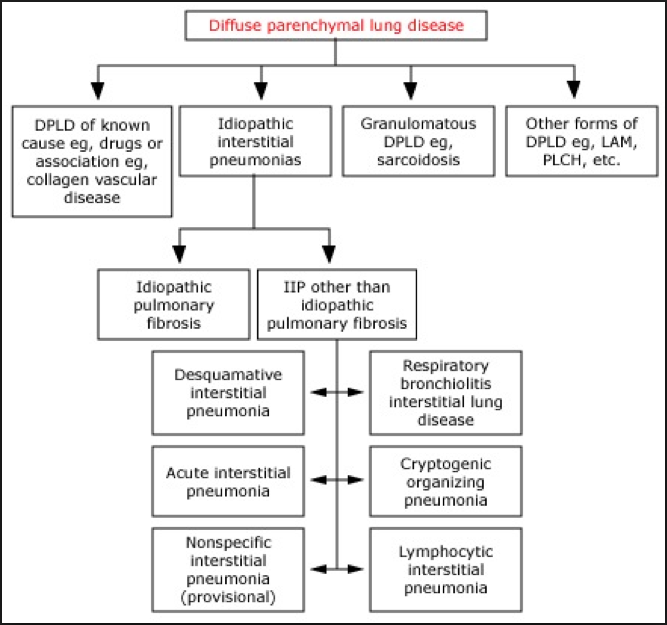 Diffuse parenchymal lung disease
DPLD of known
cause eg, drugs or
association eg,
collagen vascular
disease
Idiopathic
interstitial
pneumonias
Granulomatous
DPLD eg,
sarcoidosis
Other forms of
DPLD eg, LAM,
PLCH, etc.
Idiopathic
pulmonary
fibrosis
IIP other than
idiopathic
pulmonary fibrosis
Desquamative
interstitial
pneumonia
Respiratory
bronchiolitis
interstitial lung
disease
Acute interstitial
pneumonia
Cryptogenic
organizing
pneumonia
Nonspecific
interstitial
pneumonia
(provisional)
Lymphocytic
interstitial
pneumonia